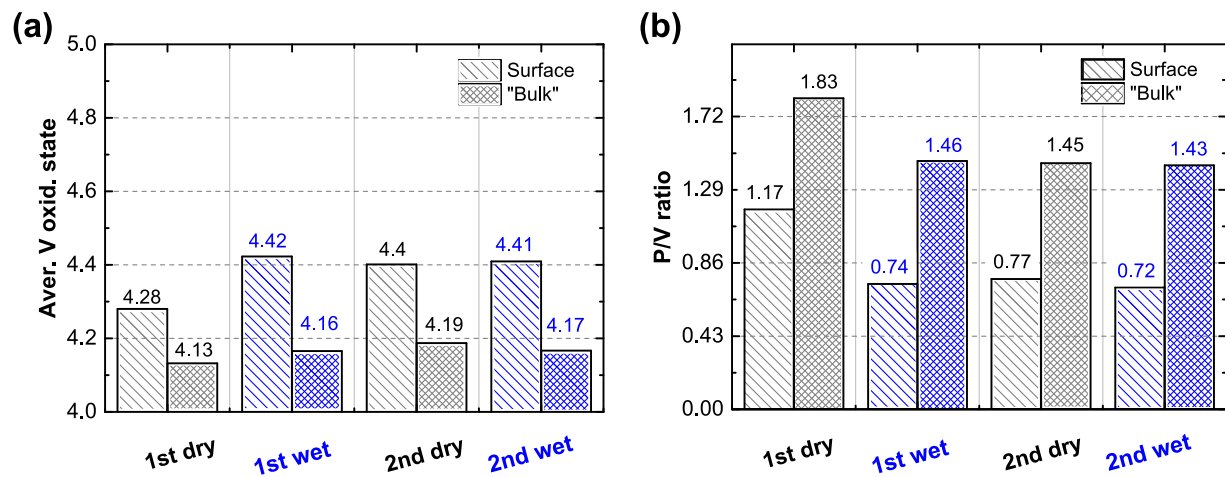 (a)
Aver. V oxid. state
5.0
4.8
4.6
4.4
4.2
4.0
Surface
"Bulk"
4.28
4.13
4.42
4.16
4.4
4.19
4.41
4.17
1st dry
1st wet
2nd dry
2nd wet
(b)
P/V ratio
1.72
1.29
0.86
0.43
0.00
Surface
"Bulk"
1.17
1.83
0.74
1.46
0.77
1.45
0.72
1.43
1st dry
1st wet
2nd dry
2nd wet